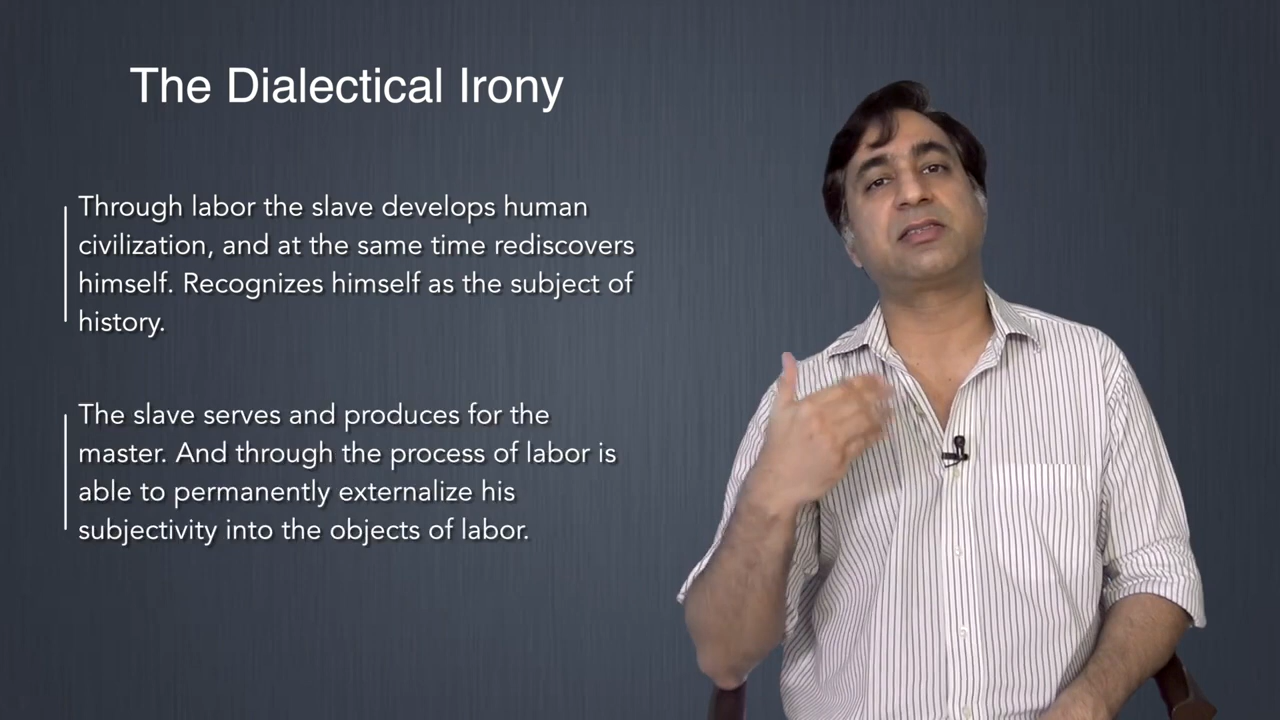 The Dialectical Irony
Through labor the slave develops human
civilization, and at the same time rediscovers
himself. Recognizes himself as the subject of
history.
The slave serves and produces for the
master. And through the process of labor is
able to permanently externalize his
subjectivity into the objects of labor.